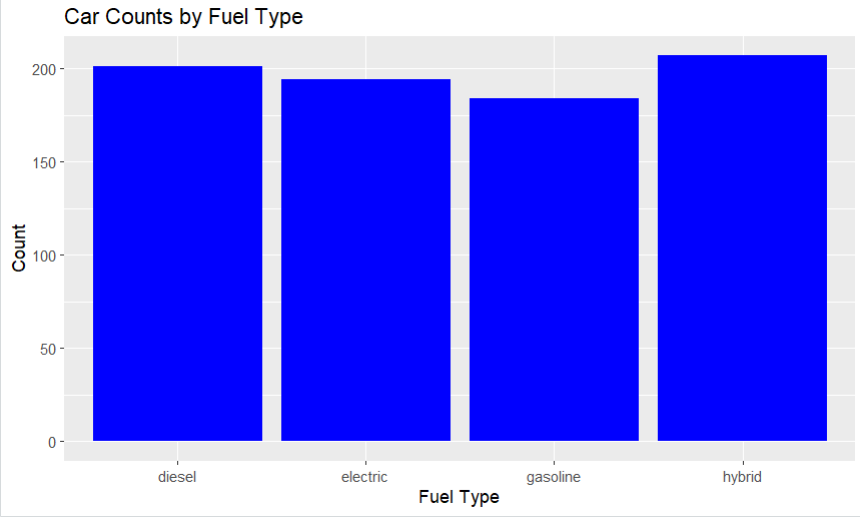 Car Counts by Fuel Type
200
150
100
50
0
Count
diesel electric gasoline hybrid
Fuel Type